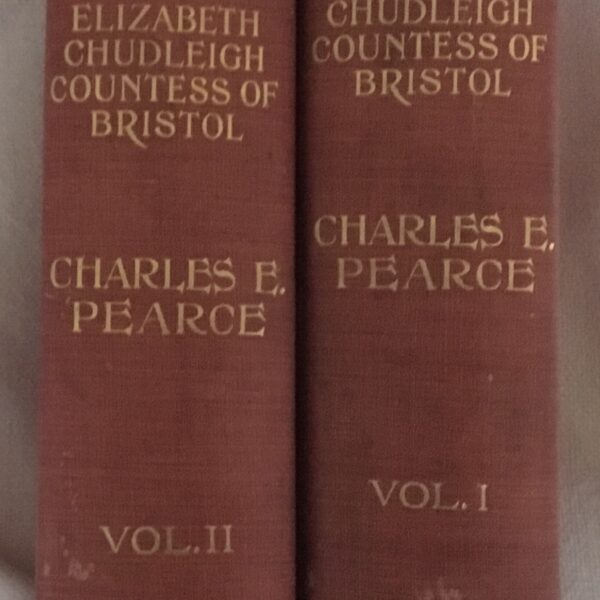 ELIZABETH
CHUDLEIGH
COUNTESS OF
BRISTOL
CHARLES E.
PEARCE
VOL. II
CHUDLEIGH
COUNTESS OF
BRISTOL
CHARLES E.
PEARCE
VOL. I